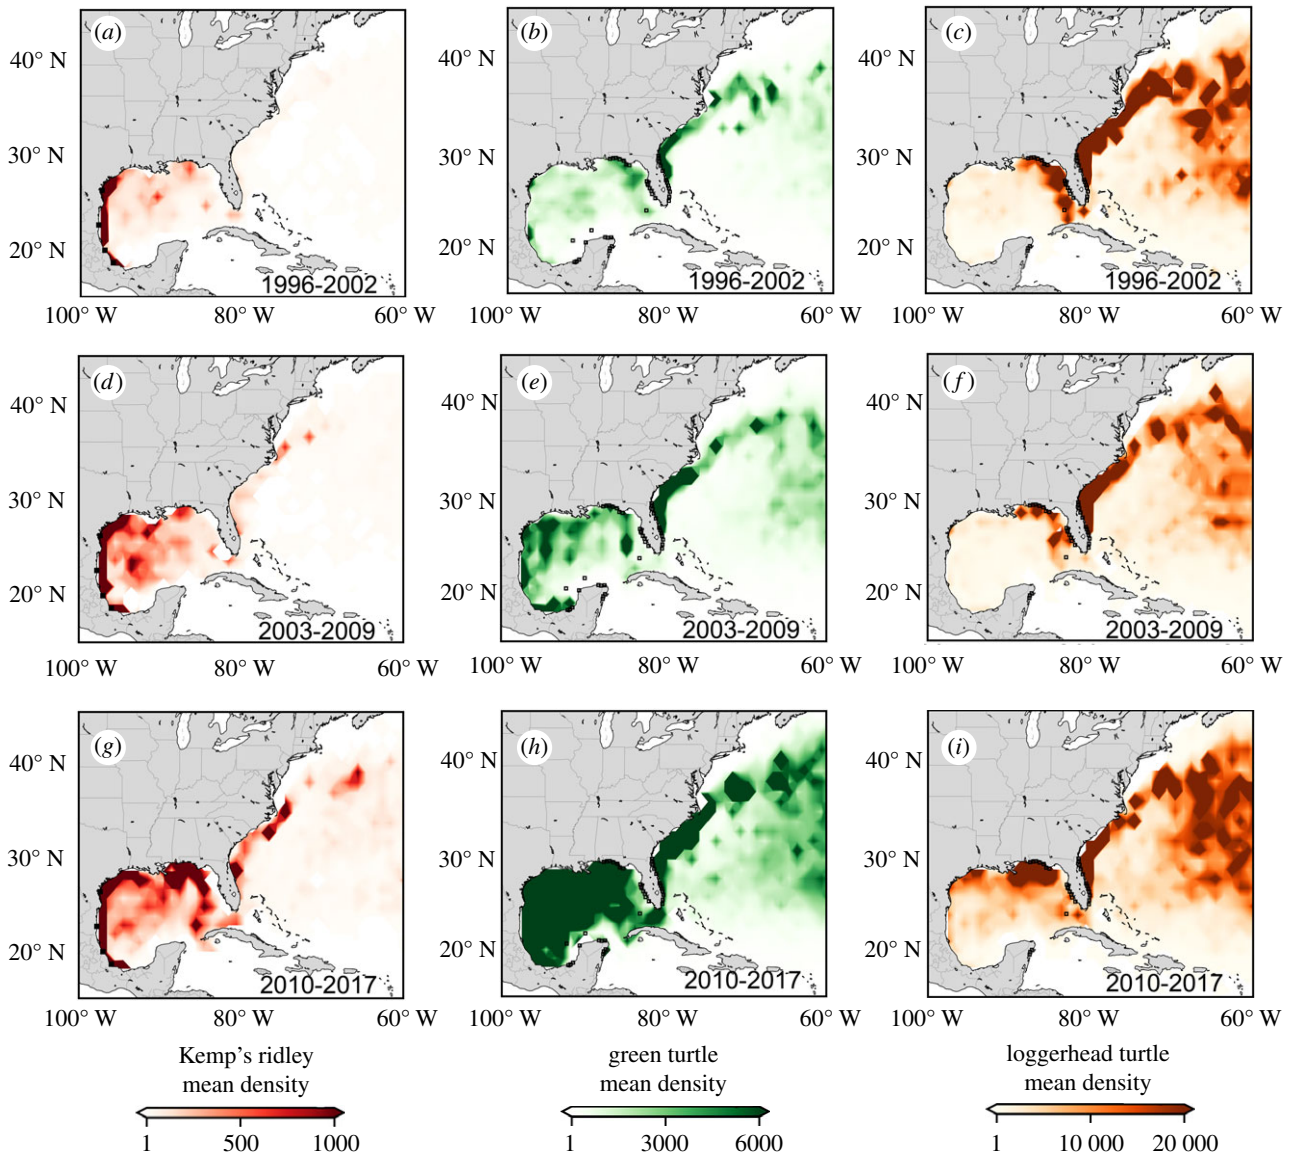 (a)
(b)
(c)
40° N
40° N
40° N
30° N
30° N
30° N
20° N
20° N
20° N
1996-2002
1996-2002
1996-2002
100° W
80° W
60° W
100° W
80° W
60° W
100° W
80° W
60° W
(d)
(e)
(f)
40° N
40° N
40° N
30° N
30° N
30° N
20° N
20° N
20° N
2003-2009
2003-2009
2003-2009
100° W
80° W
60° W
100° W
80° W
60° W
100° W
80° W
60° W
(g)
(h)
(i)
40° N
40° N
40° N
30° N
30° N
30° N
20° N
20° N
20° N
2010-2017
2010-2017
2010-2017
100° W
80° W
60° W
100° W
80° W
60° W
100° W
80° W
60° W
Kemp's ridley
mean density
1
500
1000
green turtle
mean density
1
3000
6000
loggerhead turtle
mean density
1
10 000
20 000